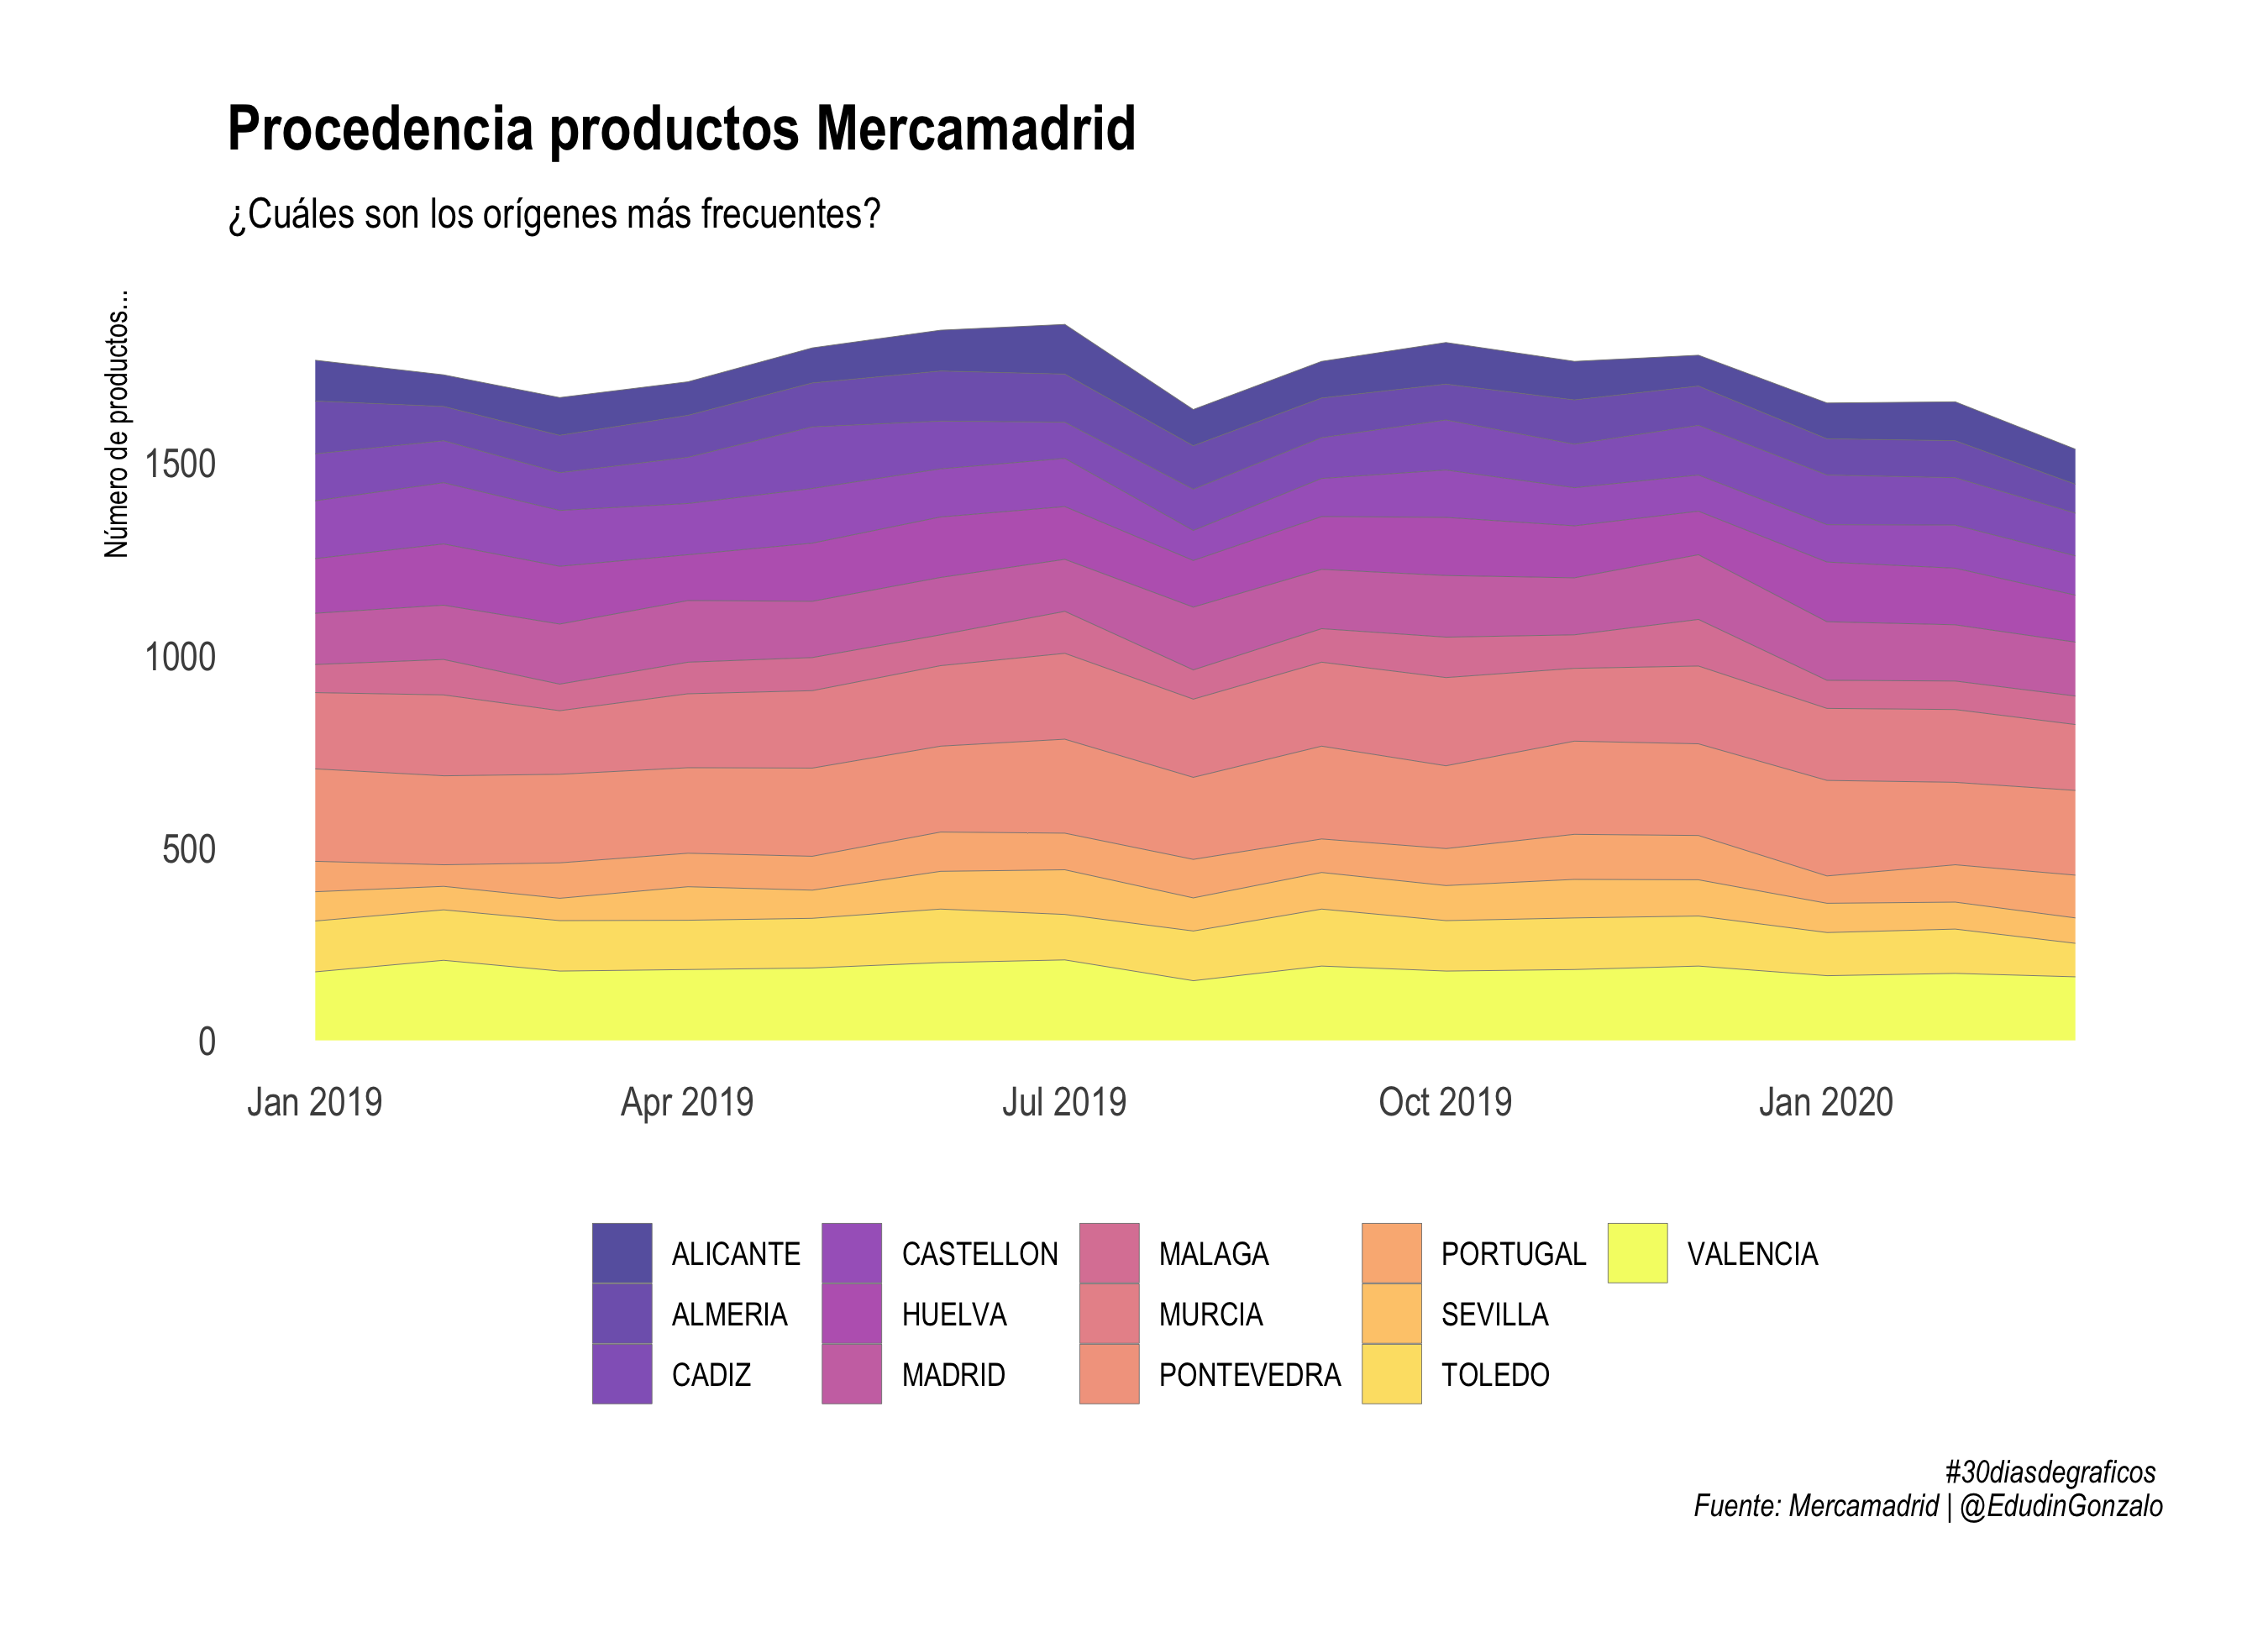 Procedencia productos Mercamadrid
¿Cuáles son los orígenes más frecuentes?
Número de productos...
1500
1000
500
0
Jan 2019 Apr 2019 Jul 2019 Oct 2019 Jan 2020
ALICANTE CASTELLON MALAGA PORTUGAL VALENCIA
ALMERIA HUELVA MURCIA SEVILLA
CADIZ MADRID PONTEVEDRA TOLEDO
#30diasdegraficos
Fuente: Mercamadrid | @EdudinGonzalo